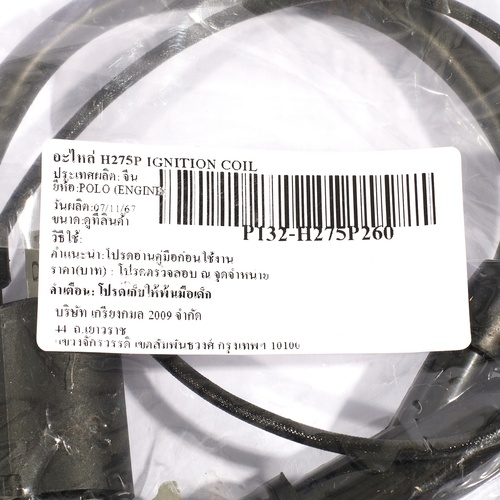 อะไหล่ H275P IGNITION COIL
ประเทศผลิต: จีน
ยี่ห้อ:POLO (ENGINE)
วันผลิต:07/11/67
ขนาด:ดูที่สินค้า
PI32-H275P260
วิธีใช้:
คำแนะนำ:โปรดอ่านคู่มือก่อนใช้งาน
ราคา(บาท) : โปรดตรวจสอบ ณ จุดจำหน่าย
คำเตือน: โปรดเก็บให้พ้นมือเด็ก
บริษัท เกรียงกมล 2009 จำกัด
44 ถ.เยาวราช
แขวงจักรวรรดิ เขตสัมพันธวงศ์ กรุงเทพฯ 10100